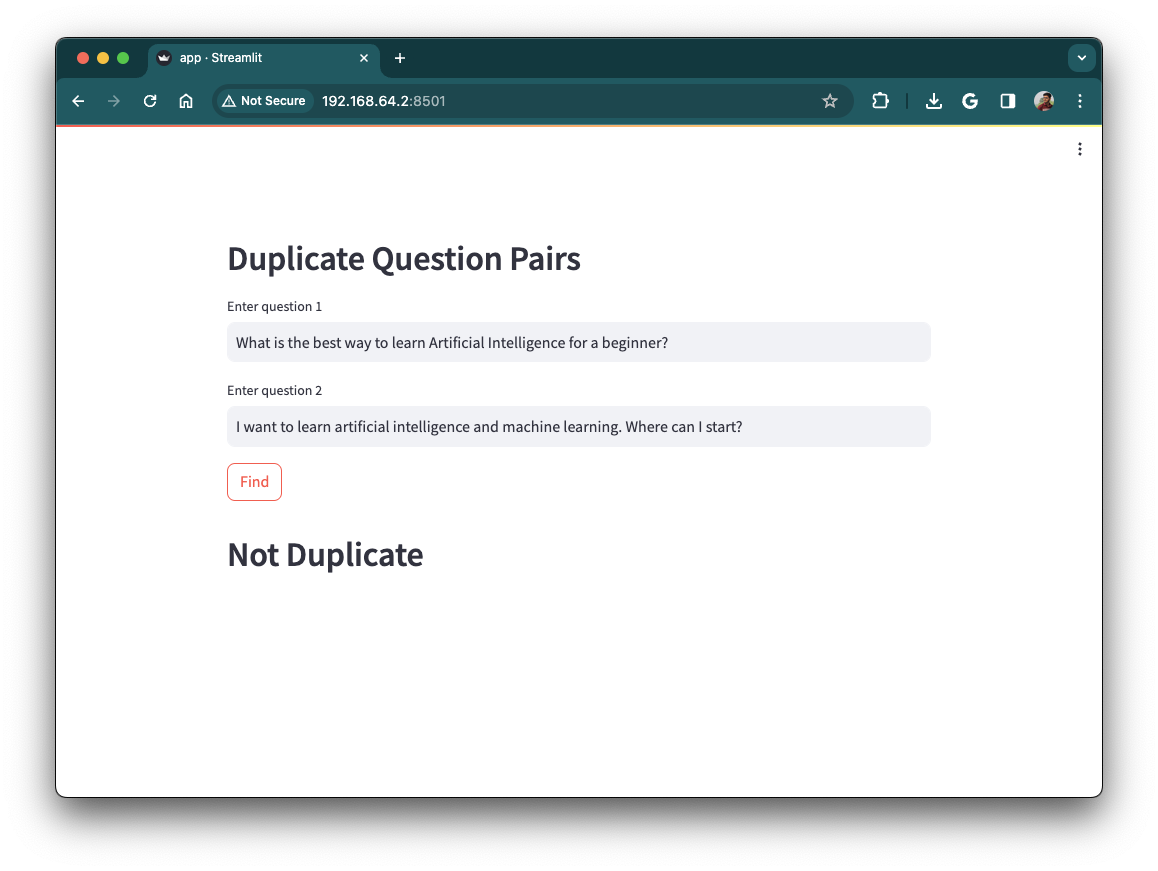 app · Streamlit
Not Secure 192.168.64.2:8501
Duplicate Question Pairs
Enter question 1
What is the best way to learn Artificial Intelligence for a beginner?
Enter question 2
I want to learn artificial intelligence and machine learning. Where can I start?
Find
Not Duplicate